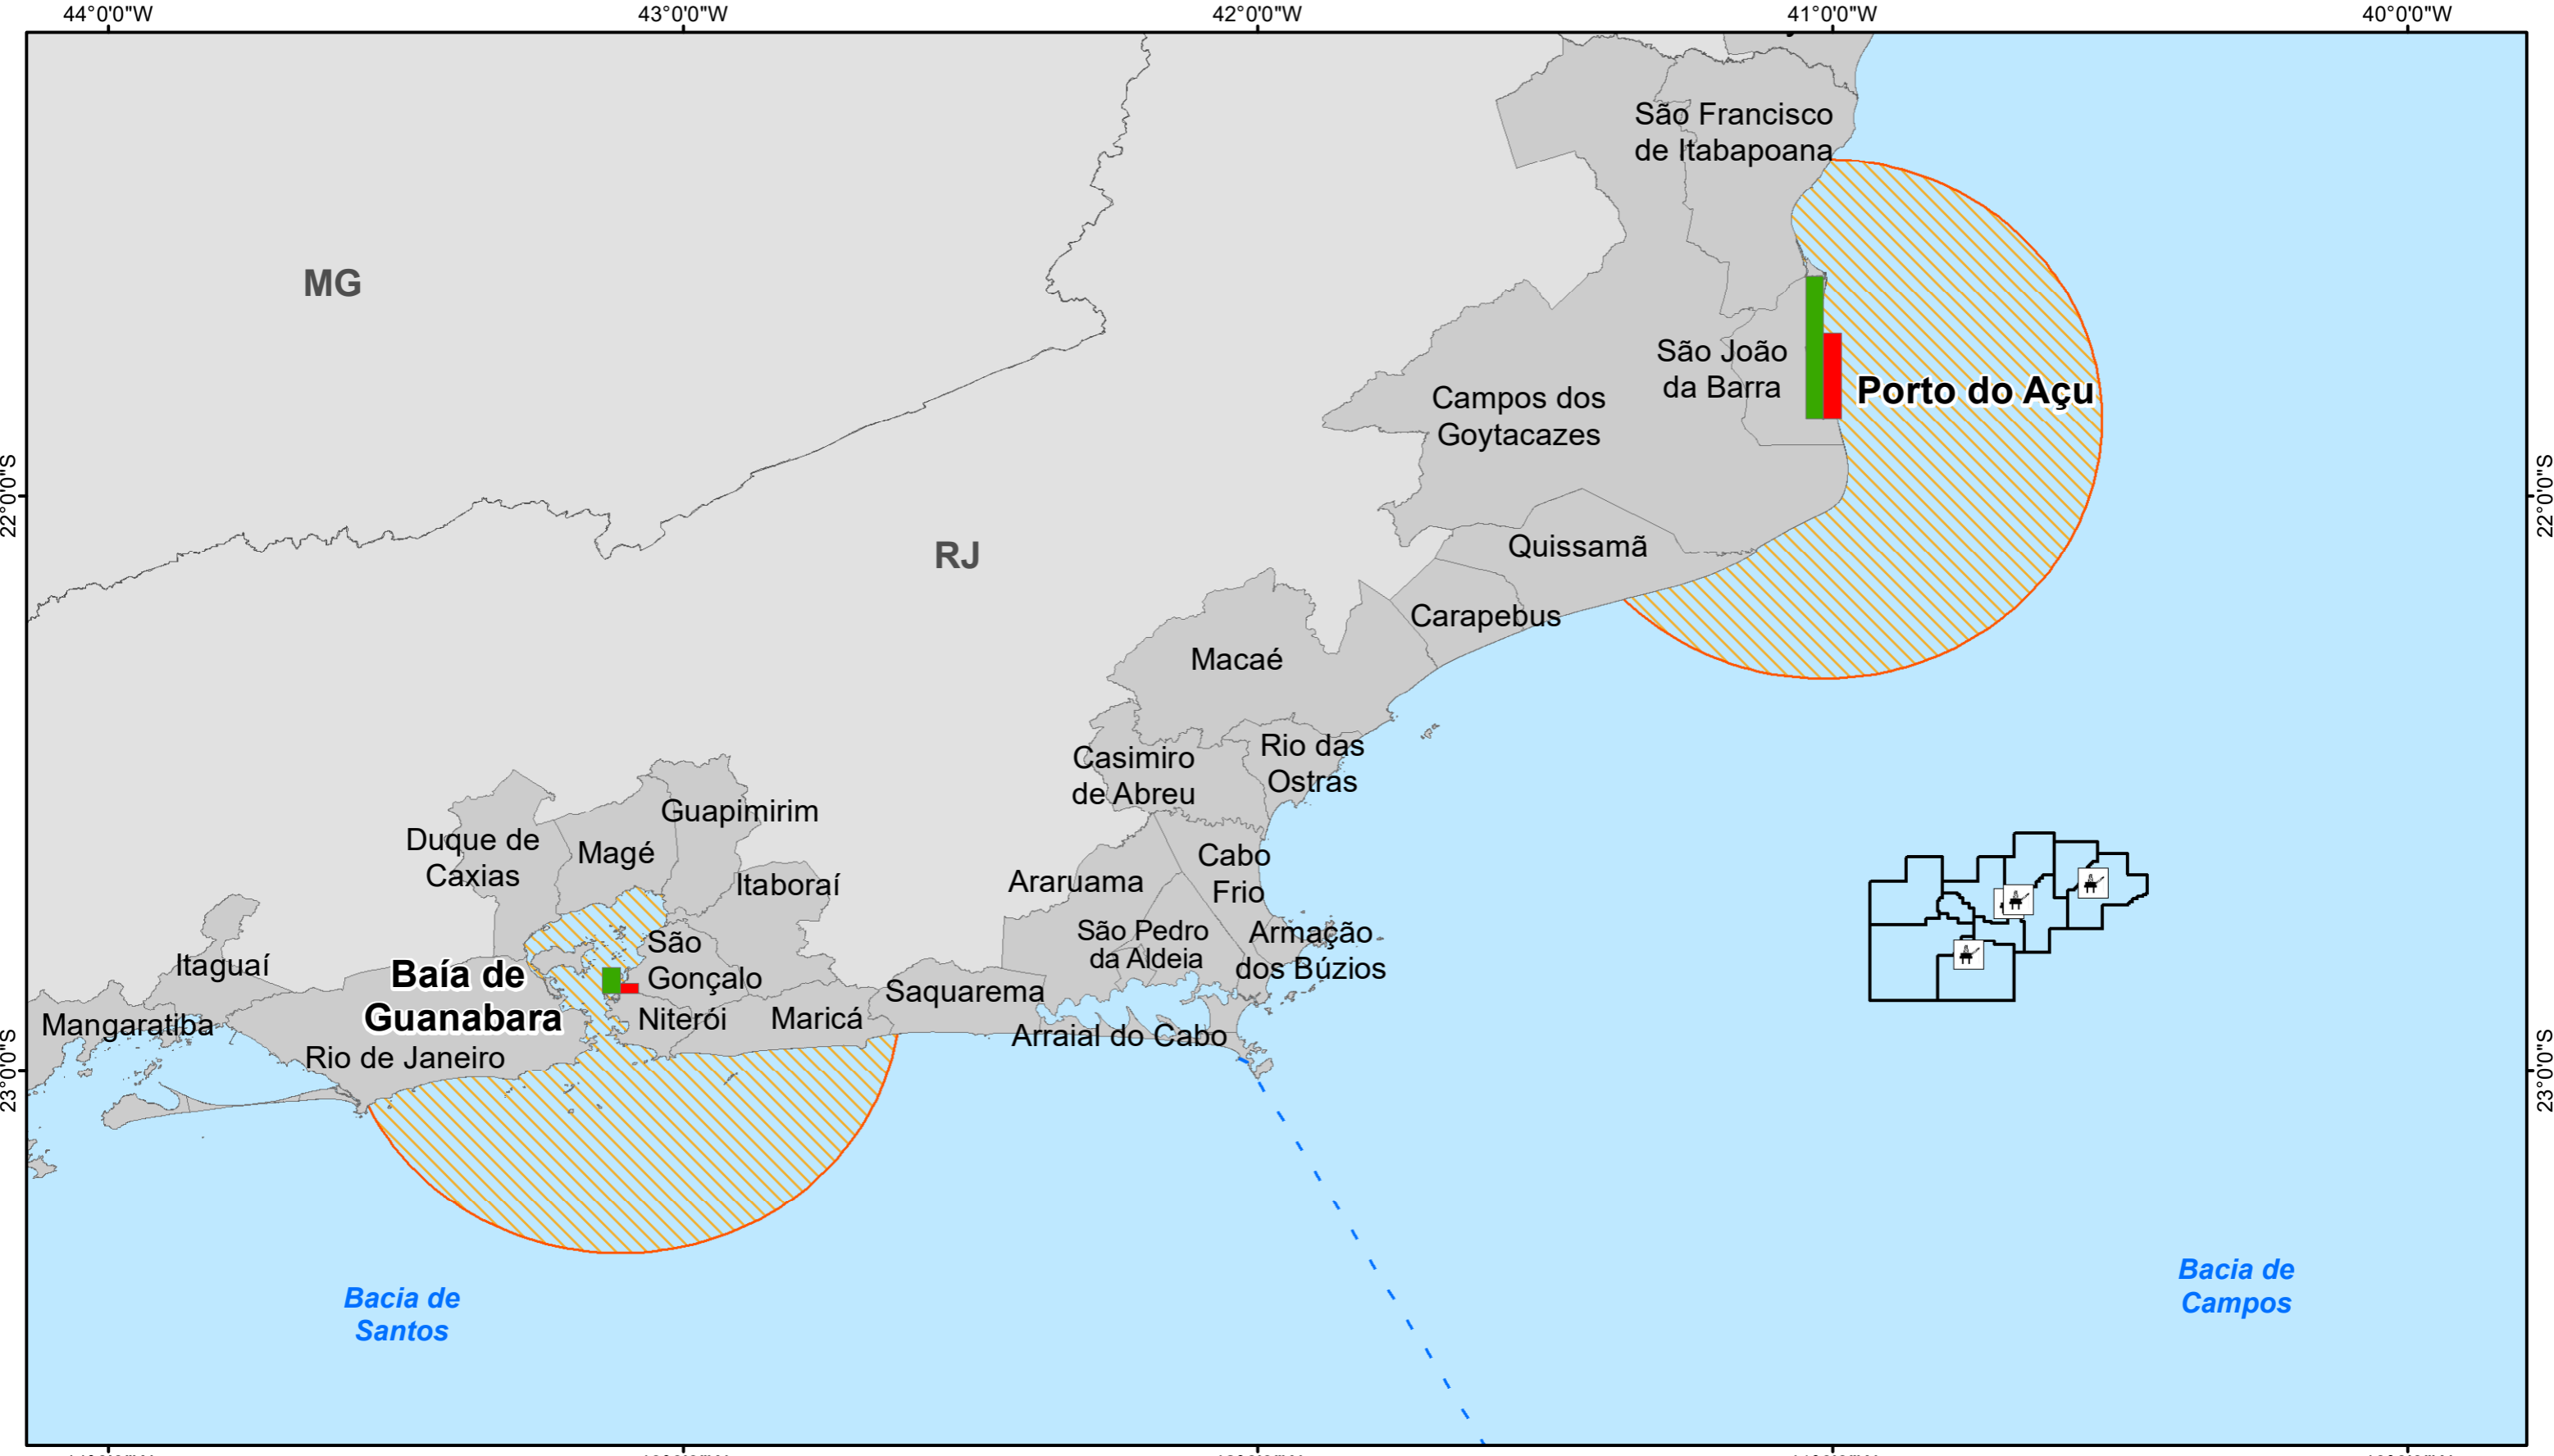 44°0'0"W
43°0'0"W
42°0'0"W
41°0'0"W
40°0'0"W
São Francisco
de Itabapoana
MG
São João
da Barra
Porto do Açu
Campos dos
Goytacazes
22°0'0"S
22°0'0"S
RJ
Quissamã
Carapebus
Macaé
Rio das
Ostras
Casimiro
de Abreu
Guapimirim
Duque de
Caxias
Magé
Cabo
Frio
Araruama
Itaboraí
São Pedro
da Aldeia
Armação
dos Búzios
São
Gonçalo
Itaguaí
Baía de
Guanabara
Saquarema
Mangaratiba
Niterói
Maricá
Arraial do Cabo
Rio de Janeiro
23°0'0"S
23°0'0"S
Bacia de
Campos
Bacia de
Santos